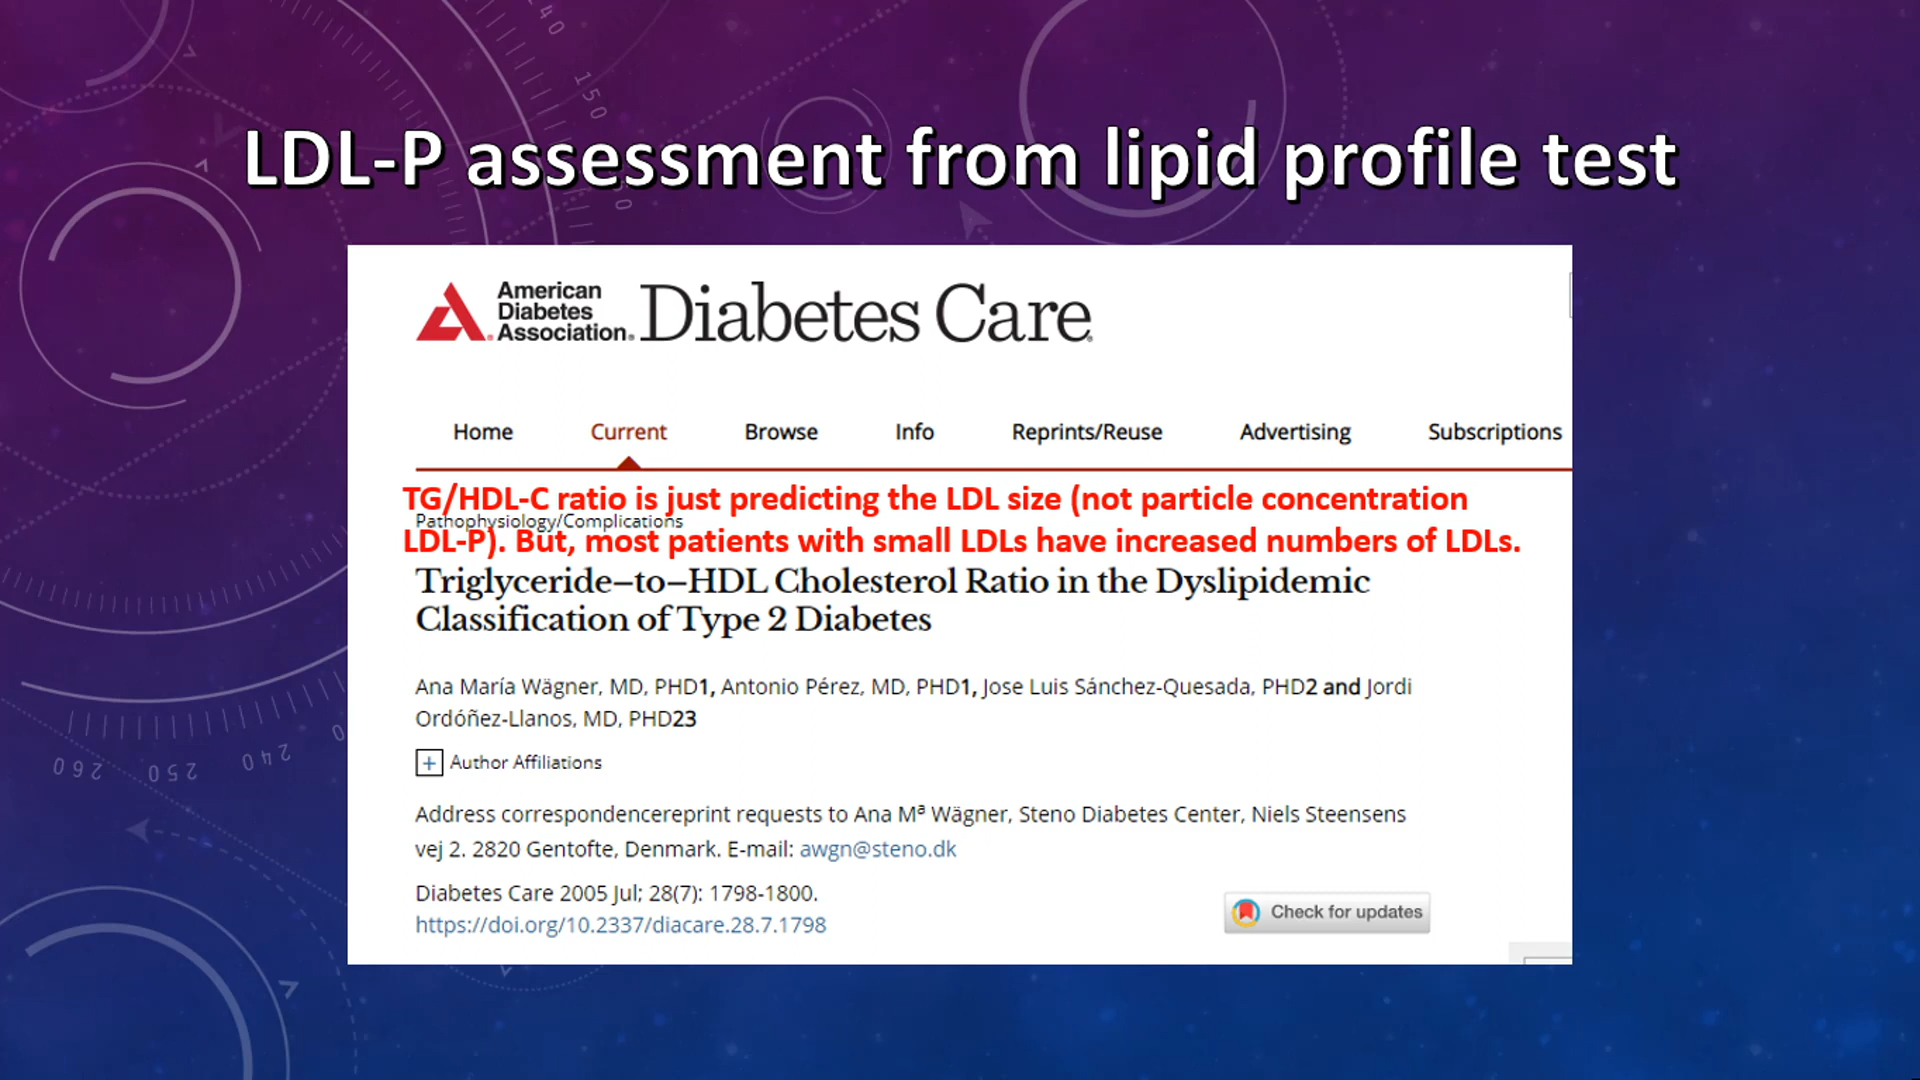 LDL-P assessment from lipid profile test
American
Diabetes
Association.
Diabetes Care
Home Current Browse Info Reprints/Reuse Advertising Subscriptions
TG/HDL-C ratio is just predicting the LDL size (not particle concentration
Pathophysiology/Complications
LDL-P). But, most patients with small LDLs have increased numbers of LDLs.
Triglyceride–to–HDL Cholesterol Ratio in the Dyslipidemic
Classification of Type 2 Diabetes
Ana María Wägner, MD, PHD1, Antonio Pérez, MD, PHD1, Jose Luis Sánchez-Quesada, PHD2 and Jordi
Ordóñez-Llanos, MD, PHD23
+ Author Affiliations
Address correspondencereprint requests to Ana Mª Wägner, Steno Diabetes Center, Niels Steensens
vej 2. 2820 Gentofte, Denmark. E-mail: awgn@steno.dk
Diabetes Care 2005 Jul; 28(7): 1798-1800.
https://doi.org/10.2337/diacare.28.7.1798
Check for updates
150
260 250 240